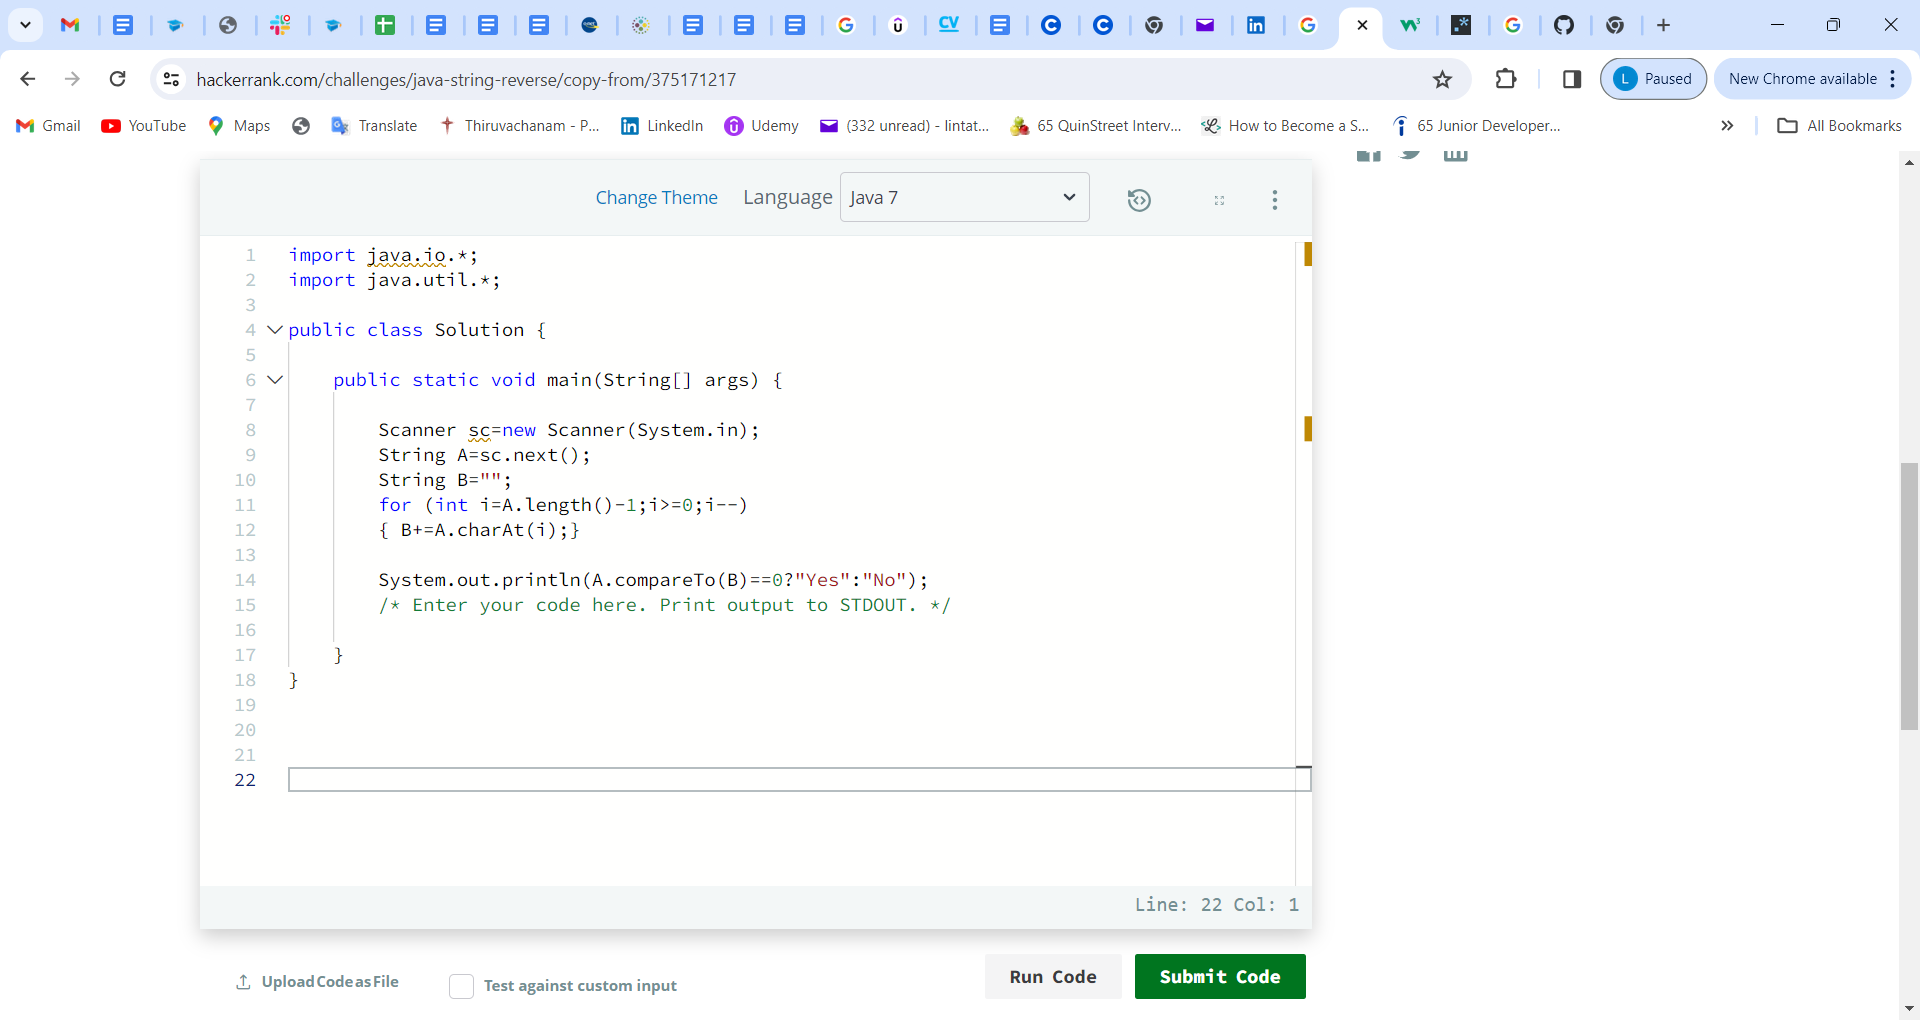 hackerrank.com/challenges/java-string-reverse/copy-from/375171217
L Paused
New Chrome available
Gmail YouTube Maps Translate Thiruvachanam - P... LinkedIn Udemy (332 unread) - lintat... 65 QuinStreet Interv... How to Become a S... 65 Junior Developer... » All Bookmarks
Change Theme Language Java 7
1 import java.io.*;
2 import java.util.*;
3
4 public class Solution {
5
6 public static void main(String[] args) {
7
8 Scanner sc=new Scanner(System.in);
9 String A=sc.next();
10 String B="";
11 for (int i=A.length()-1;i>=0;i--)
12 { B+=A.charAt(i);}
13
14 System.out.println(A.compareTo(B)==0?"Yes":"No");
15 /* Enter your code here. Print output to STDOUT. */
16
17 }
18 }
19
20
21
22
Line: 22 Col: 1
Upload Code as File Test against custom input Run Code Submit Code